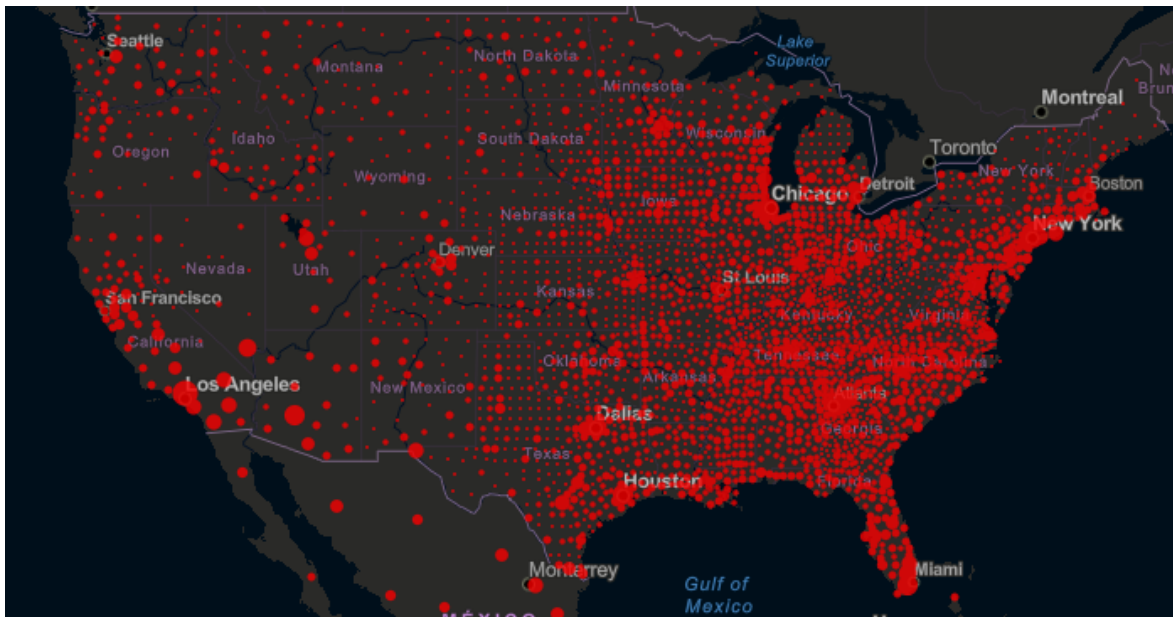 Seattle
Lake
Superior
North Dakota
Montana
Minnesota
Montreal
Idaho
South Dakota
Wisconsin
Oregon
Toronto
Wyoming
New York
Chicago
Detroit
Boston
Iowa
Nebraska
New York
Ohio
Denver
Nevada
Utah
St Louis
San Francisco
Kansas
Kentucky
Virginia
California
Tennessee
North Carolina
Oklahoma
Los Angeles
New Mexico
Arkansas
Atlanta
Dallas
Georgia
Texas
Houston
Florida
Monterrey
Miami
Gulf of
Mexico
MÉXICO